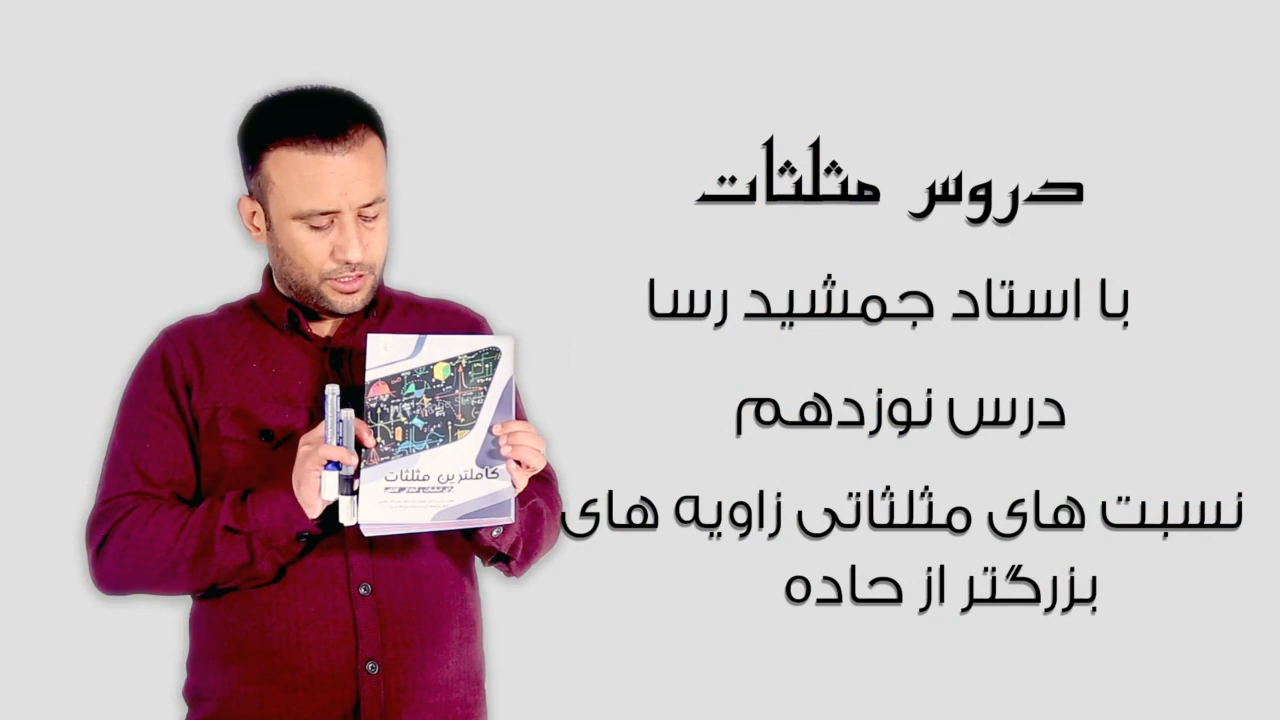 دروس مثلثات
با استاد جمشید رسا
درس نوزدهم
نسبت های مثلثاتی زاویه های
بزرگتر از حاده
کاملترین مثلثات